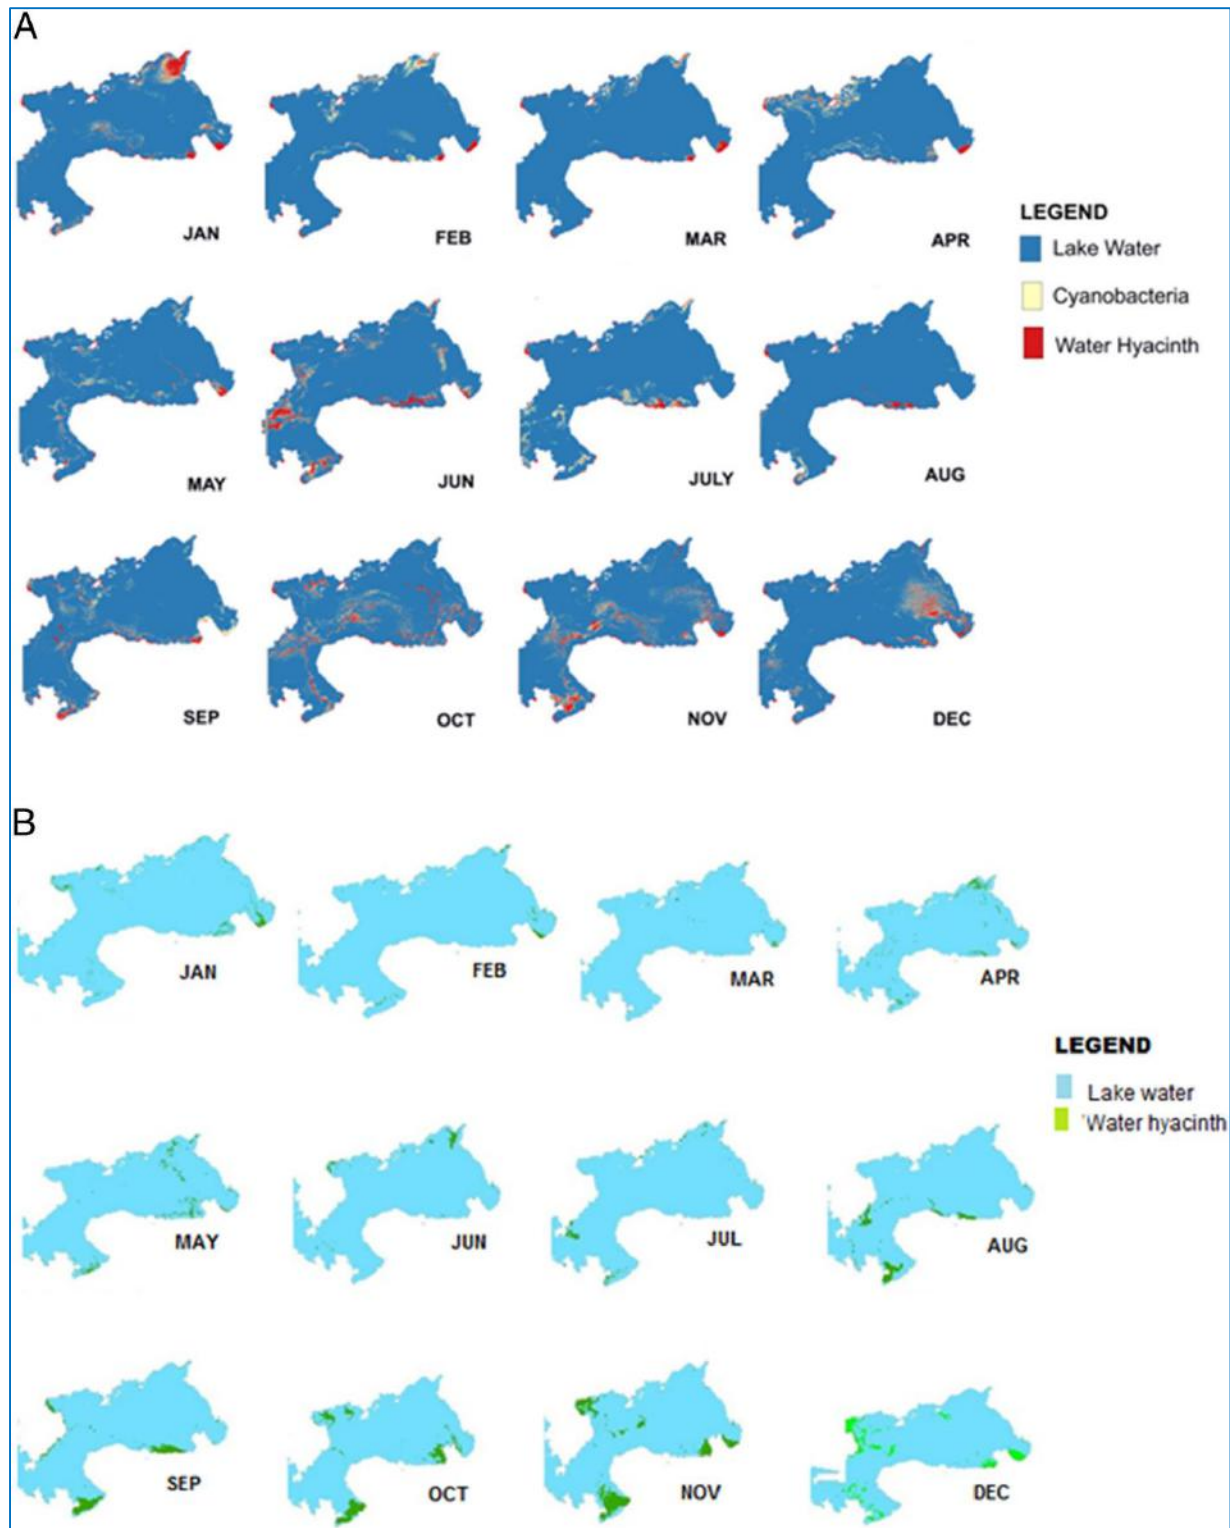 A
JAN
FEB
MAR
APR
LEGEND
Lake Water
Cyanobacteria
Water Hyacinth
MAY
JUN
JULY
AUG
SEP
OCT
NOV
DEC
B
JAN
FEB
MAR
APR
LEGEND
Lake water
'Water hyacinth
MAY
JUN
JUL
AUG
SEP
OCT
NOV
DEC